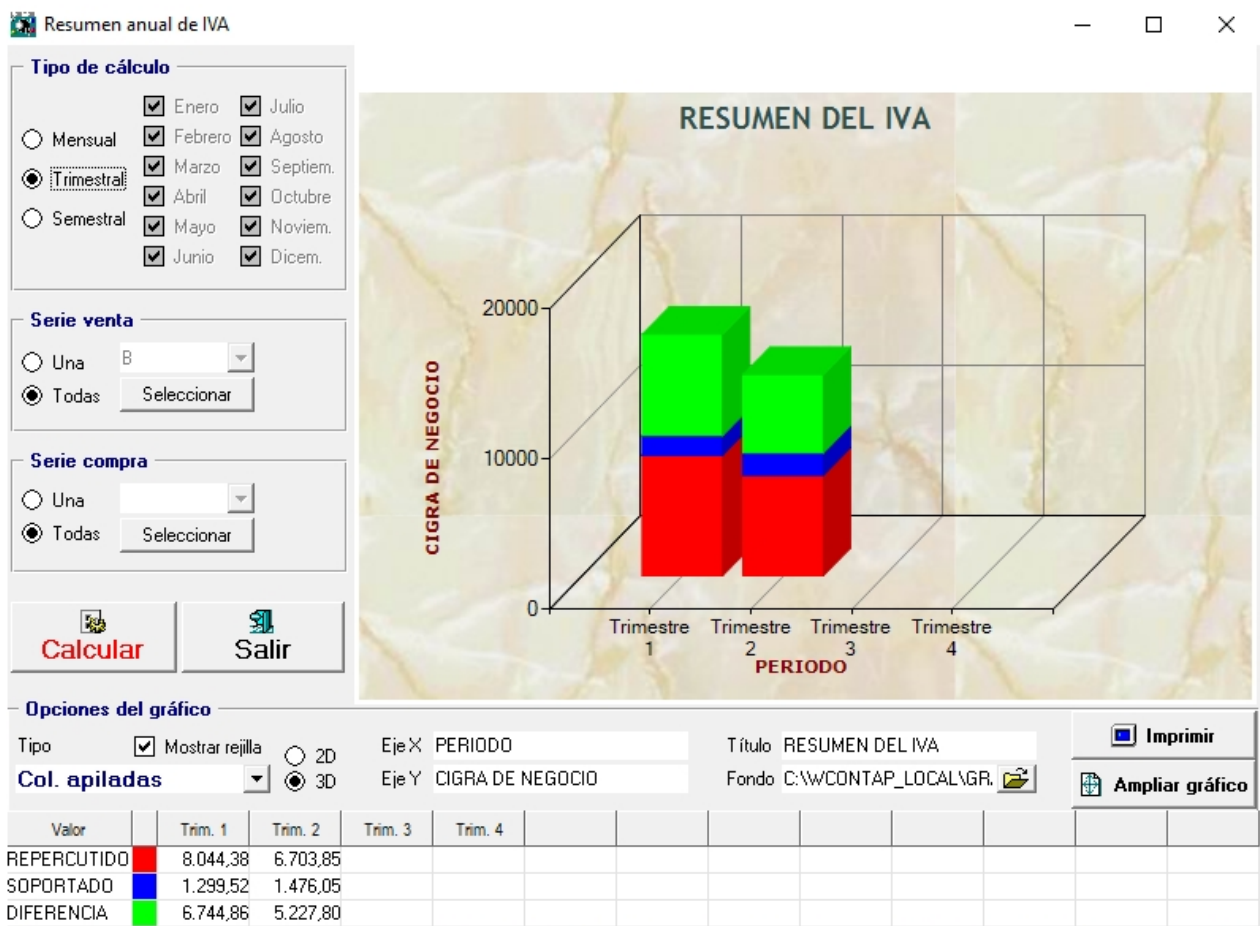 Resumen anual de IVA
Tipo de cálculo
Mensual
Trimestral
Semestral
Enero
Febrero
Marzo
Abril
Mayo
Junio
Julio
Agosto
Septiem.
Octubre
Noviem.
Dicem.
Serie venta
Una B
Todas Seleccionar
Serie compra
Una
Todas Seleccionar
Calcular Salir
RESUMEN DEL IVA
CIGRA DE NEGOCIO
20000
10000
0
Trimestre 1
Trimestre 2
Trimestre 3
Trimestre 4
PERIODO
Opciones del gráfico
Tipo Mostrar rejilla
Col. apiladas
2D
3D
Eje X PERIODO
Eje Y CIGRA DE NEGOCIO
Título RESUMEN DEL IVA
Fondo C:\WCONTAP_LOCAL\GR.
Imprimir
Ampliar gráfico
Valor Trim. 1 Trim. 2 Trim. 3 Trim. 4
REPERCUTIDO 8.044,38 6.703,85
SOPORTADO 1.299,52 1.476,05
DIFERENCIA 6.744,86 5.227,80